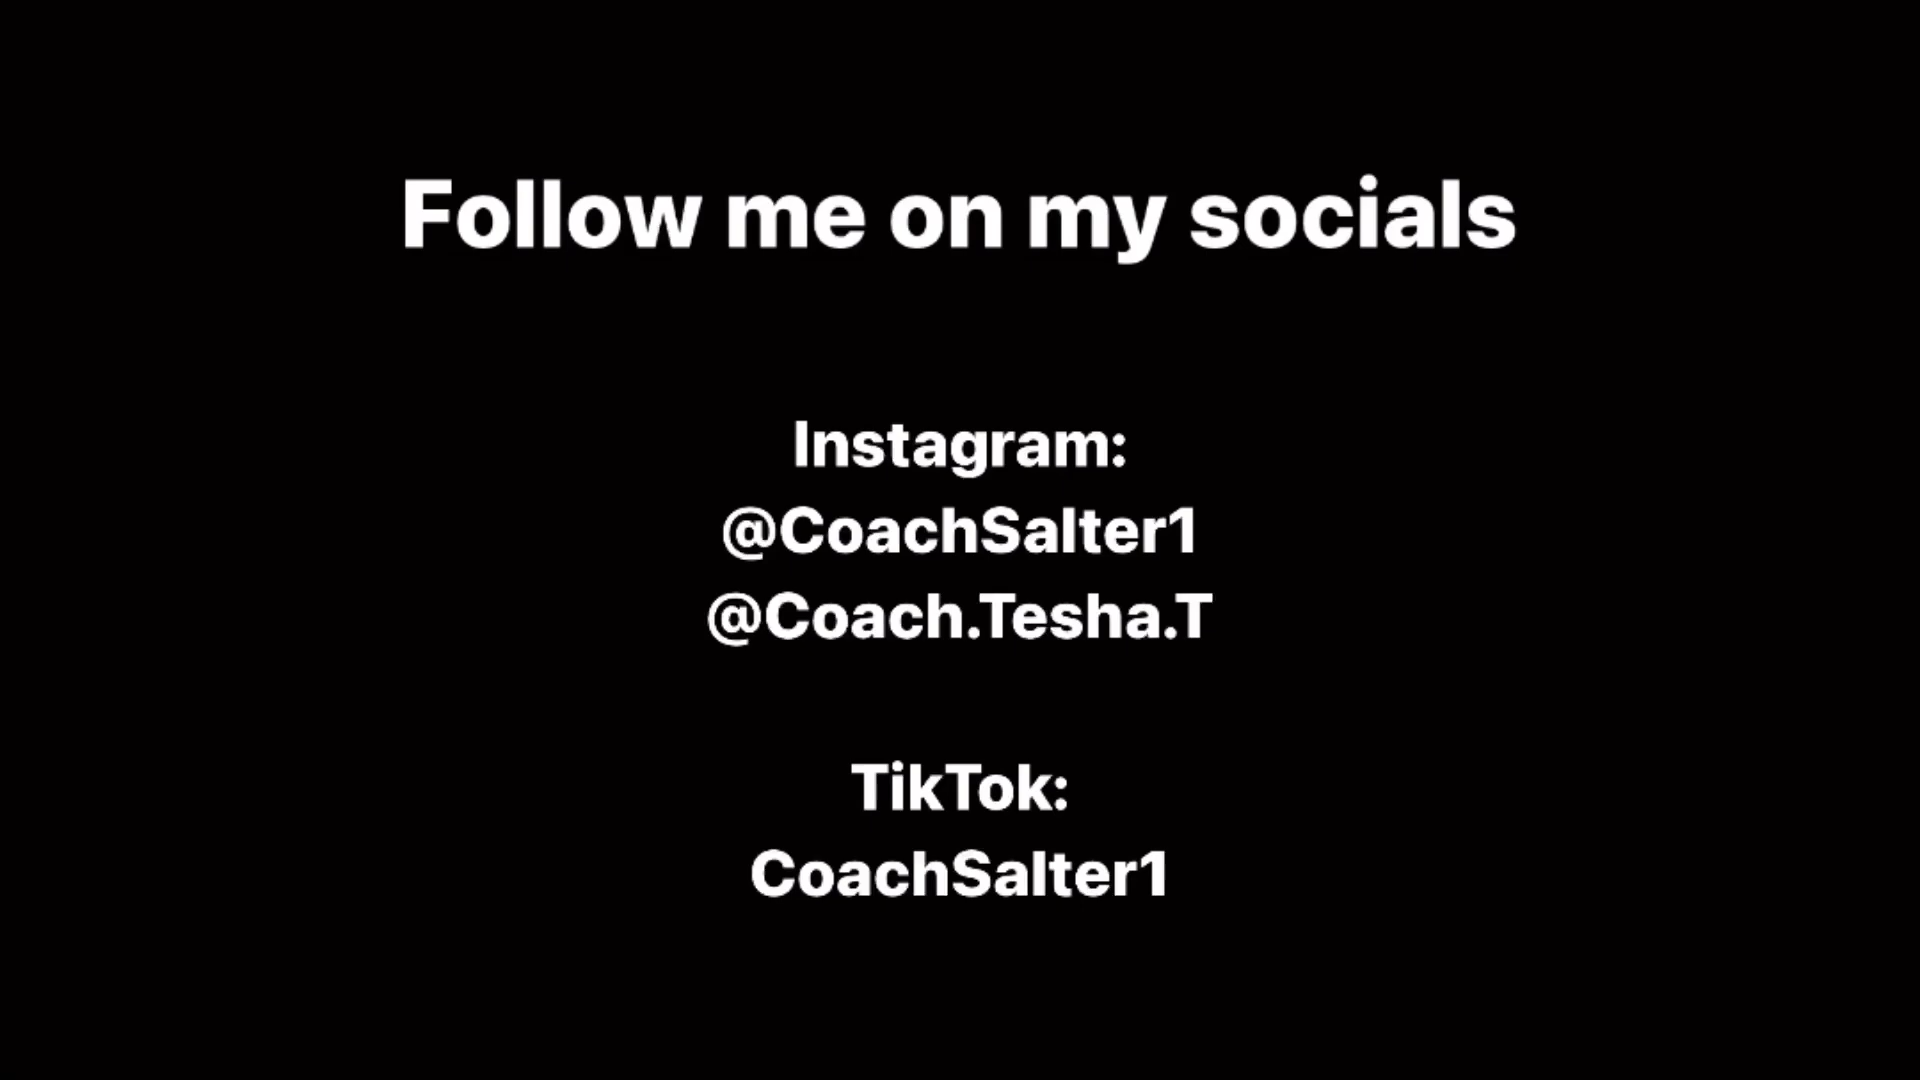 Follow me on my socials
Instagram:
@CoachSalter1
@Coach.Tesha.T
TikTok:
CoachSalter1